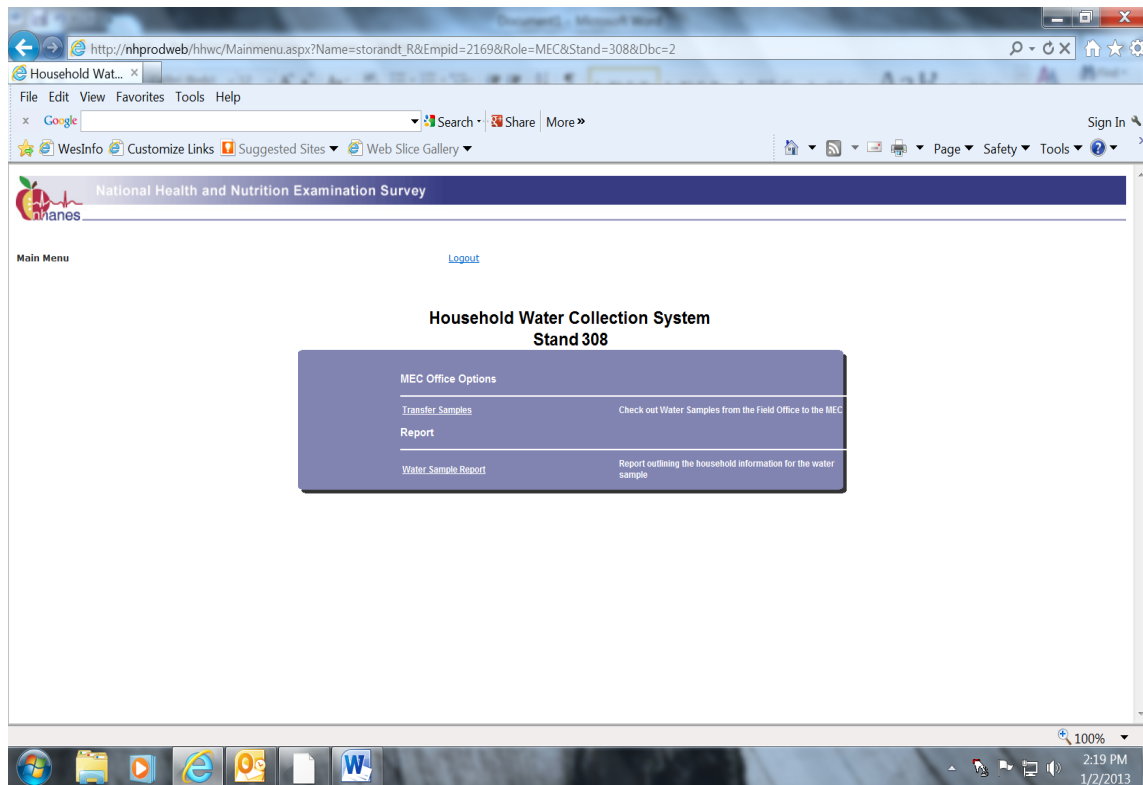 Document1 - Microsoft Word
http://nhprodweb/hhwc/Mainmenu.aspx?Name=storandt_R&Empid=2169&Role=MEC&Stand=308&Dbc=2
Household Wat... ×
File Edit View Favorites Tools Help
x Google Search Share More »
Sign In
WesInfo Customize Links Suggested Sites Web Slice Gallery
Page Safety Tools
National Health and Nutrition Examination Survey
nhanes
Main Menu Logout
Household Water Collection System
Stand 308
MEC Office Options
Transfer Samples Check out Water Samples from the Field Office to the MEC
Report
Water Sample Report Report outlining the household information for the water
sample
100%
2:19 PM
1/2/2013